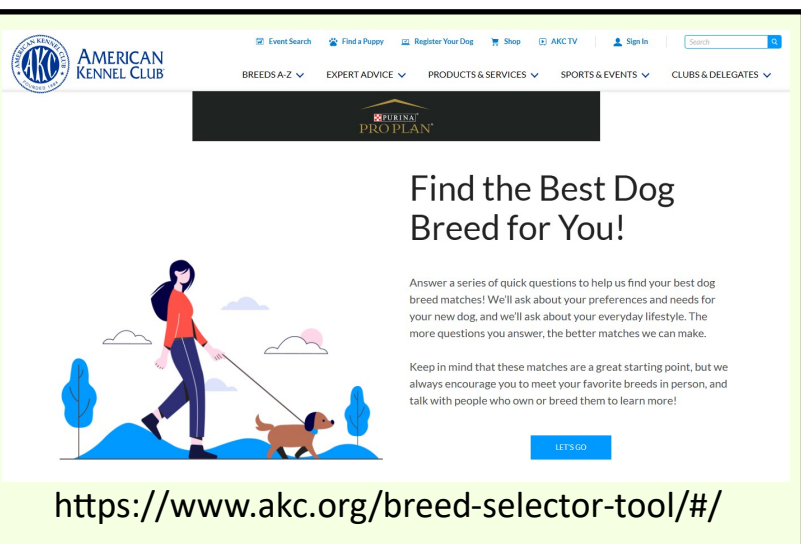 Event Search Find a Puppy Register Your Dog Shop AKC TV Sign In Search
AMERICAN
KENNEL CLUB
AMERICAN KENNEL CLUB
AKC
FOUNDED 1884
BREEDS A-Z EXPERT ADVICE PRODUCTS & SERVICES SPORTS & EVENTS CLUBS & DELEGATES
PURINA
PRO PLAN
Find the Best Dog
Breed for You!
Answer a series of quick questions to help us find your best dog
breed matches! We'll ask about your preferences and needs for
your new dog, and we'll ask about your everyday lifestyle. The
more questions you answer, the better matches we can make.
Keep in mind that these matches are a great starting point, but we
always encourage you to meet your favorite breeds in person, and
talk with people who own or breed them to learn more!
LET'S GO
https://www.akc.org/breed-selector-tool/#/